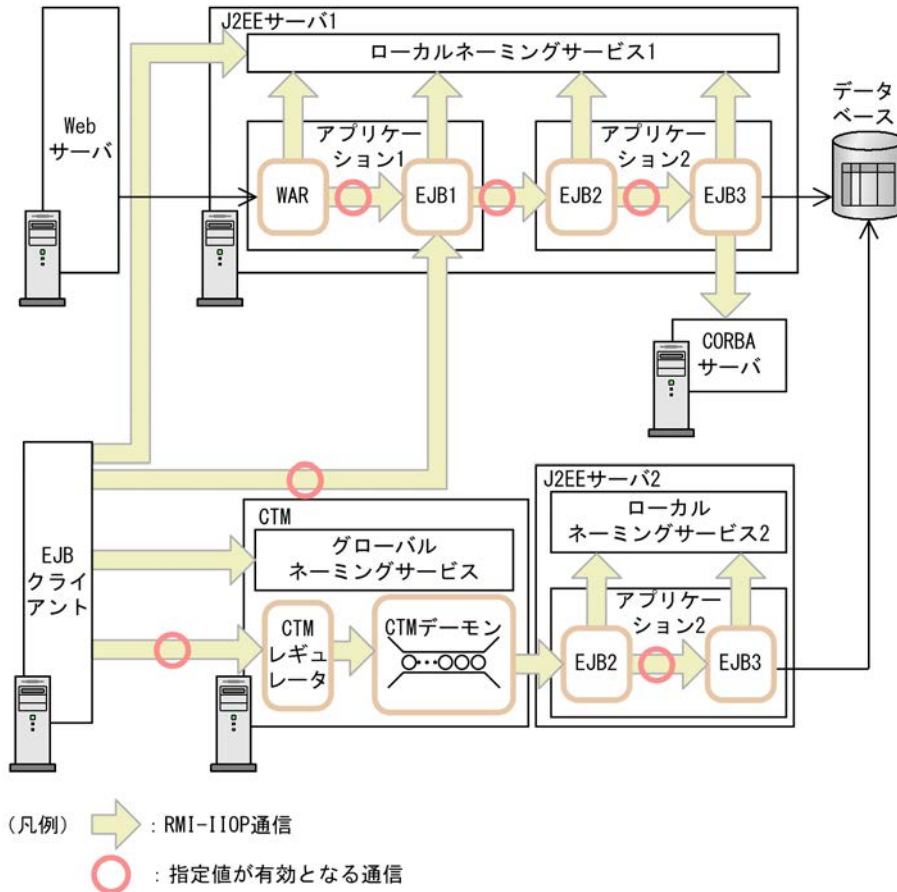 J2EEサーバ1
ローカルネーミングサービス1
Web
サーバ
アプリケー
ション1
アプリケー
ション2
データ
ベース
WAR
EJB1
EJB2
EJB3
CORBA
サーバ
EJB
クライ
アント
CTM
グローバル
ネーミングサービス
CTM
レギュ
レータ
CTMデーモン
J2EEサーバ2
ローカル
ネーミングサービス2
アプリケー
ション2
EJB2
EJB3
(凡例)
: RMI-IIOP通信
: 指定値が有効となる通信